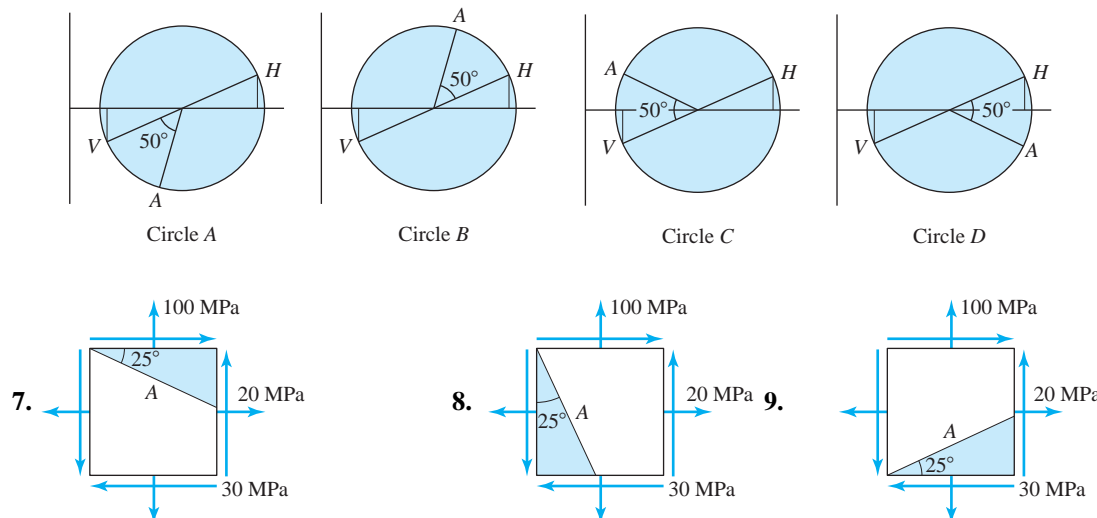 A
50° H
V
Circle A
A
50° H
V
50°
A
Circle B
A H
50°
V
Circle C
H
50°
V A
Circle D
7. 100 MPa
25°
A 20 MPa
30 MPa
8. 100 MPa
25° A 20 MPa
30 MPa
9. 100 MPa
20 MPa
A
25°
30 MPa